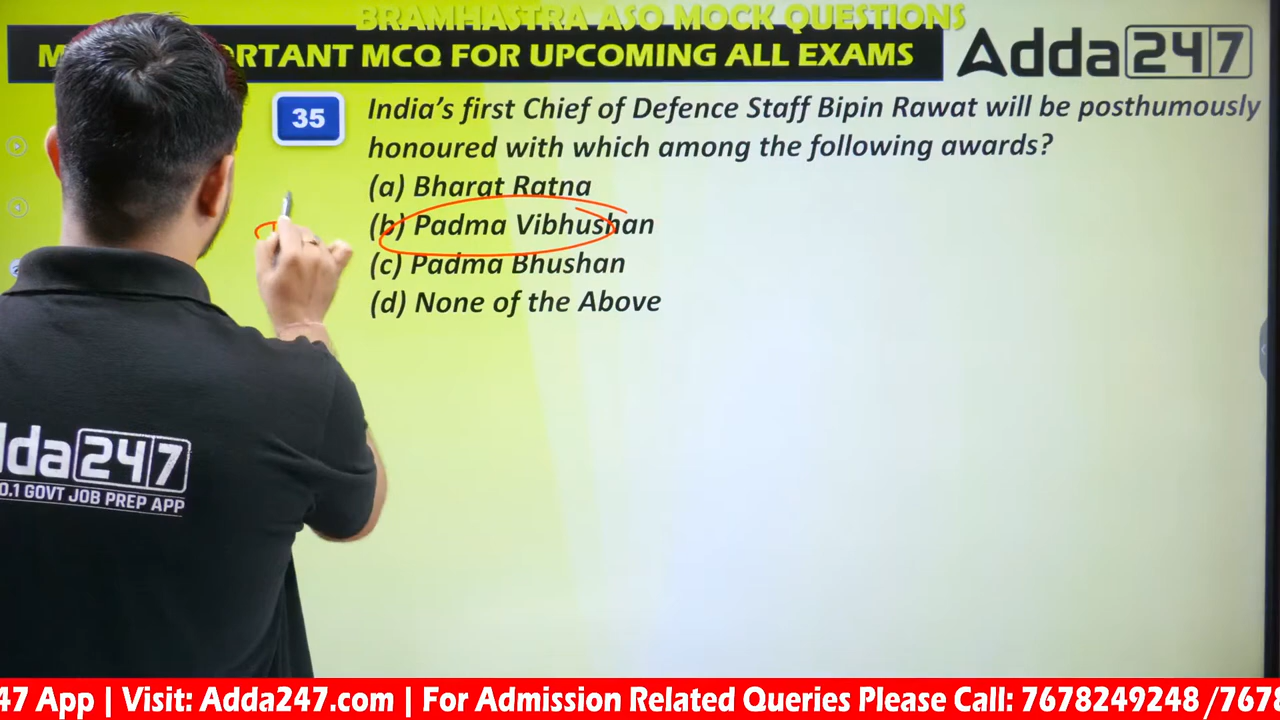 BRAMHASTRA ASO MOCK QUESTIONS
RTANT MCQ FOR UPCOMING ALL EXAMS
Adda247
35
India's first Chief of Defence Staff Bipin Rawat will be posthumously
honoured with which among the following awards?
(a) Bharat Ratna
(b) Padma Vibhushan
(c) Padma Bhushan
(d) None of the Above
dda247
O.1 GOVT JOB PREP APP
47 App | Visit: Adda247.com | For Admission Related Queries Please Call: 7678249248 /7678